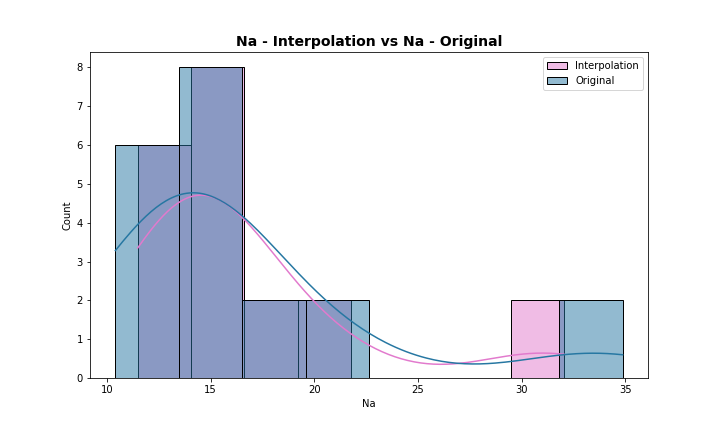 Na - Interpolation vs Na - Original
Interpolation
Original
8
7
6
5
4
3
2
1
0
Count
10 15 20 25 30 35
Na